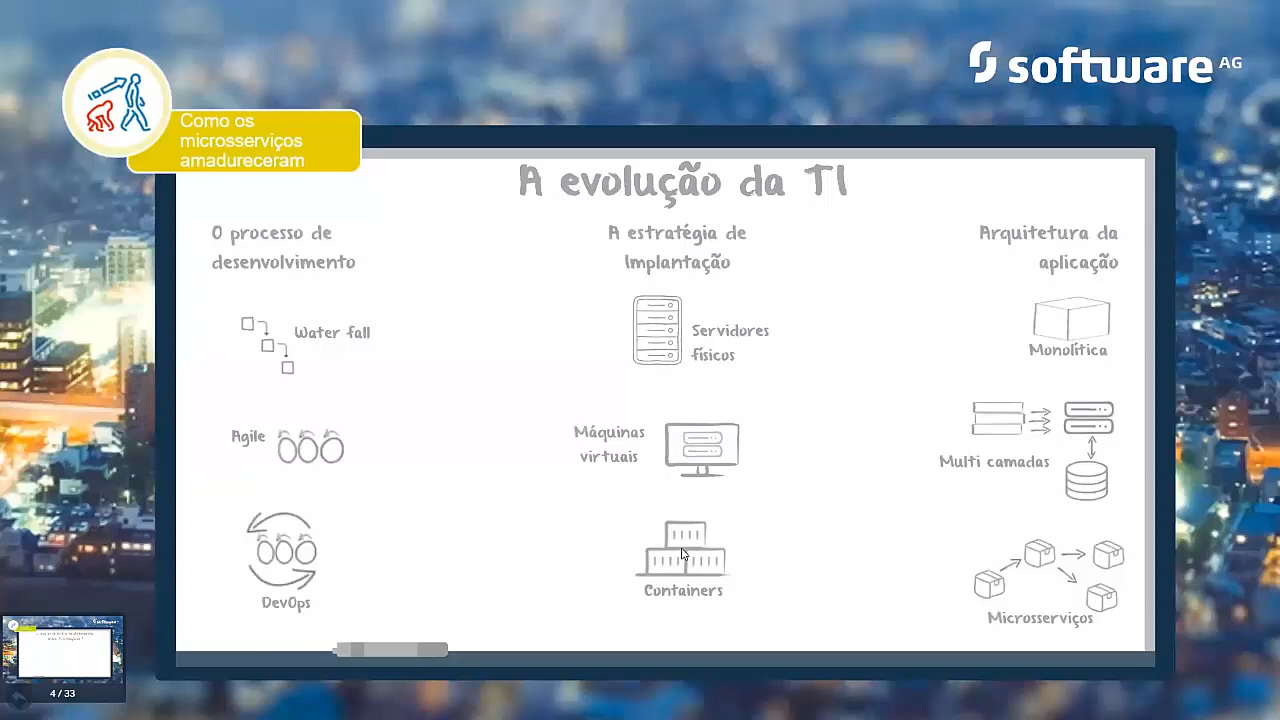 software AG
Como os
microsserviços
amadureceram
A evolução da TI
O processo de
desenvolvimento
A estratégia de
Implantação
Arquitetura da
aplicação
Water fall
Servidores
físicos
Monolítica
Agile
Máquinas
virtuais
Multi camadas
DevOps
Containers
Microsserviços
4 / 33